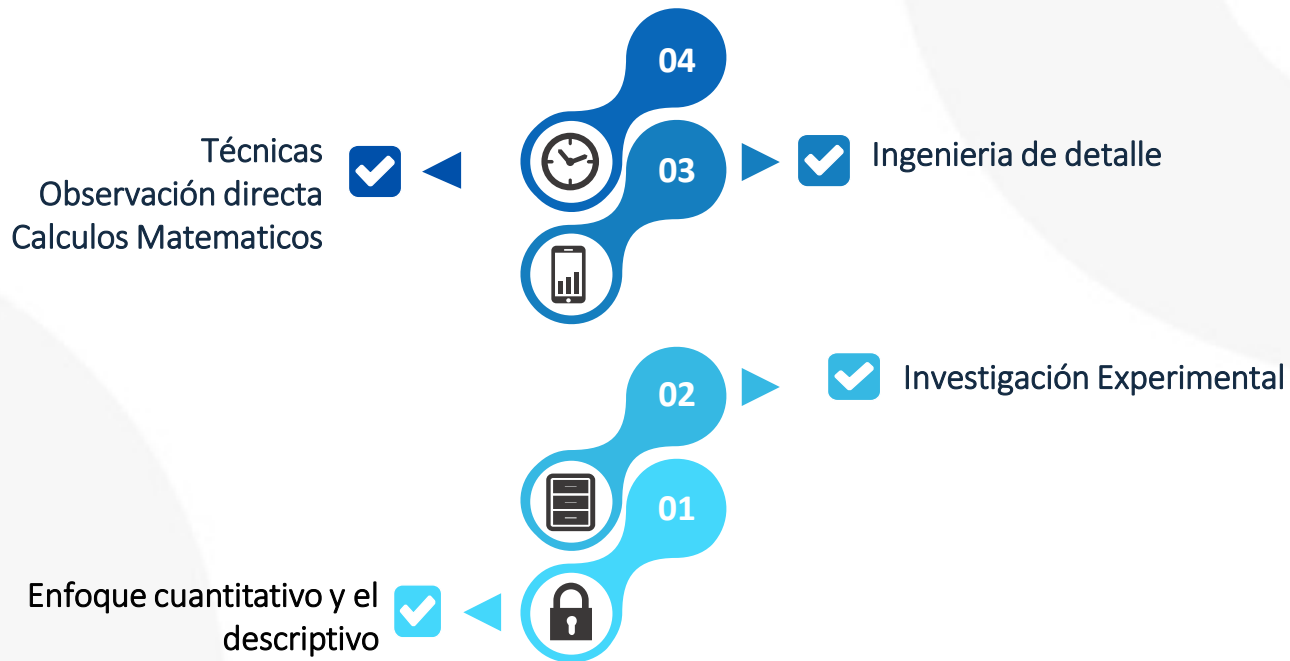 04
Técnicas
Observación directa
Calculos Matematicos
03
Ingenieria de detalle
02
Investigación Experimental
01
Enfoque cuantitativo y el
descriptivo